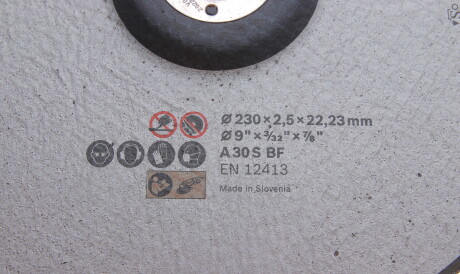 Ø 230 × 2,5 × 22,23 mm
Ø 9" × 3/32" × 7/8"
A 30 S BF
EN 12413
Made in Slovenia